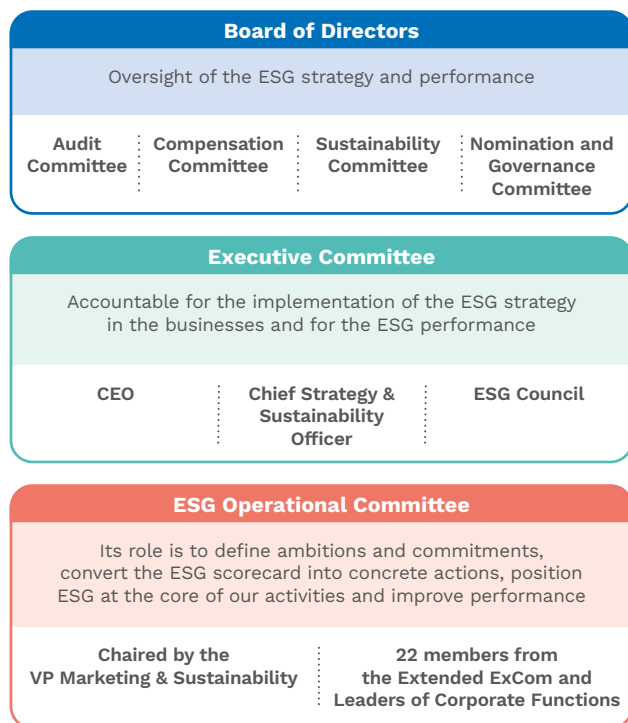 Board of Directors
Oversight of the ESG strategy and performance
Audit Committee
Compensation Committee
Sustainability Committee
Nomination and Governance Committee
Executive Committee
Accountable for the implementation of the ESG strategy
in the businesses and for the ESG performance
CEO
Chief Strategy &
Sustainability
Officer
ESG Council
ESG Operational Committee
Its role is to define ambitions and commitments,
convert the ESG scorecard into concrete actions, position
ESG at the core of our activities and improve performance
Chaired by the
VP Marketing & Sustainability
22 members from
the Extended ExCom and
Leaders of Corporate Functions